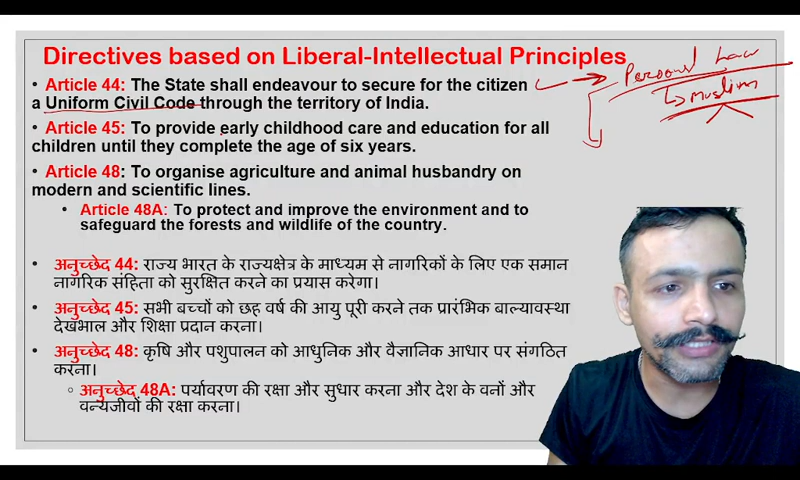 Directives based on Liberal-Intellectual Principles
• Article 44: The State shall endeavour to secure for the citizen
a Uniform Civil Code through the territory of India.
• Article 45: To provide early childhood care and education for all
children until they complete the age of six years.
• Article 48: To organise agriculture and animal husbandry on
modern and scientific lines.
• Article 48A: To protect and improve the environment and to
safeguard the forests and wildlife of the country.
Personal Law
Muslim
• अनुच्छेद 44: राज्य भारत के राज्यक्षेत्र के माध्यम से नागरिकों के लिए एक समान
नागरिक संहिता को सुरक्षित करने का प्रयास करेगा।
• अनुच्छेद 45: सभी बच्चों को छह वर्ष की आयु पूरी करने तक प्रारंभिक बाल्यावस्था
देखभाल और शिक्षा प्रदान करना।
• अनुच्छेद 48: कृषि और पशुपालन को आधुनिक और वैज्ञानिक आधार पर संगठित
करना।
○ अनुच्छेद 48A: पर्यावरण की रक्षा और सुधार करना और देश के वनों और
वन्यजीवों की रक्षा करना।